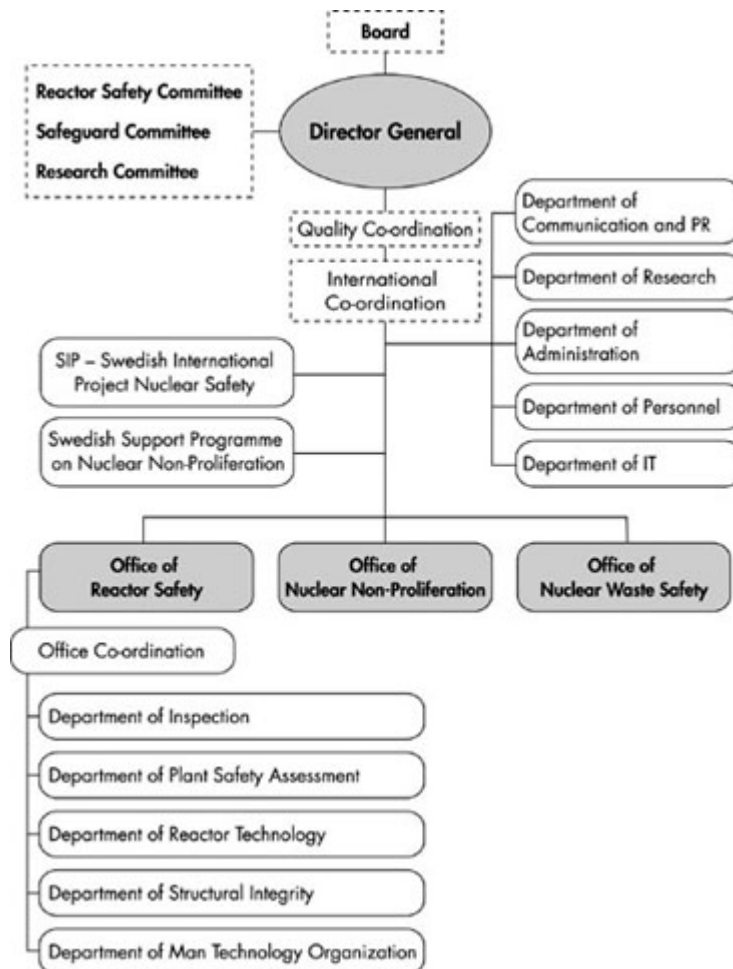 Board
Reactor Safety Committee
Safeguard Committee
Research Committee
Director General
Quality Co-ordination
International
Co-ordination
Department of
Communication and PR
Department of Research
Department of
Administration
Department of Personnel
Department of IT
SIP – Swedish International
Project Nuclear Safety
Swedish Support Programme
on Nuclear Non-Proliferation
Office of
Reactor Safety
Office of
Nuclear Non-Proliferation
Office of
Nuclear Waste Safety
Office Co-ordination
Department of Inspection
Department of Plant Safety Assessment
Department of Reactor Technology
Department of Structural Integrity
Department of Man Technology Organization